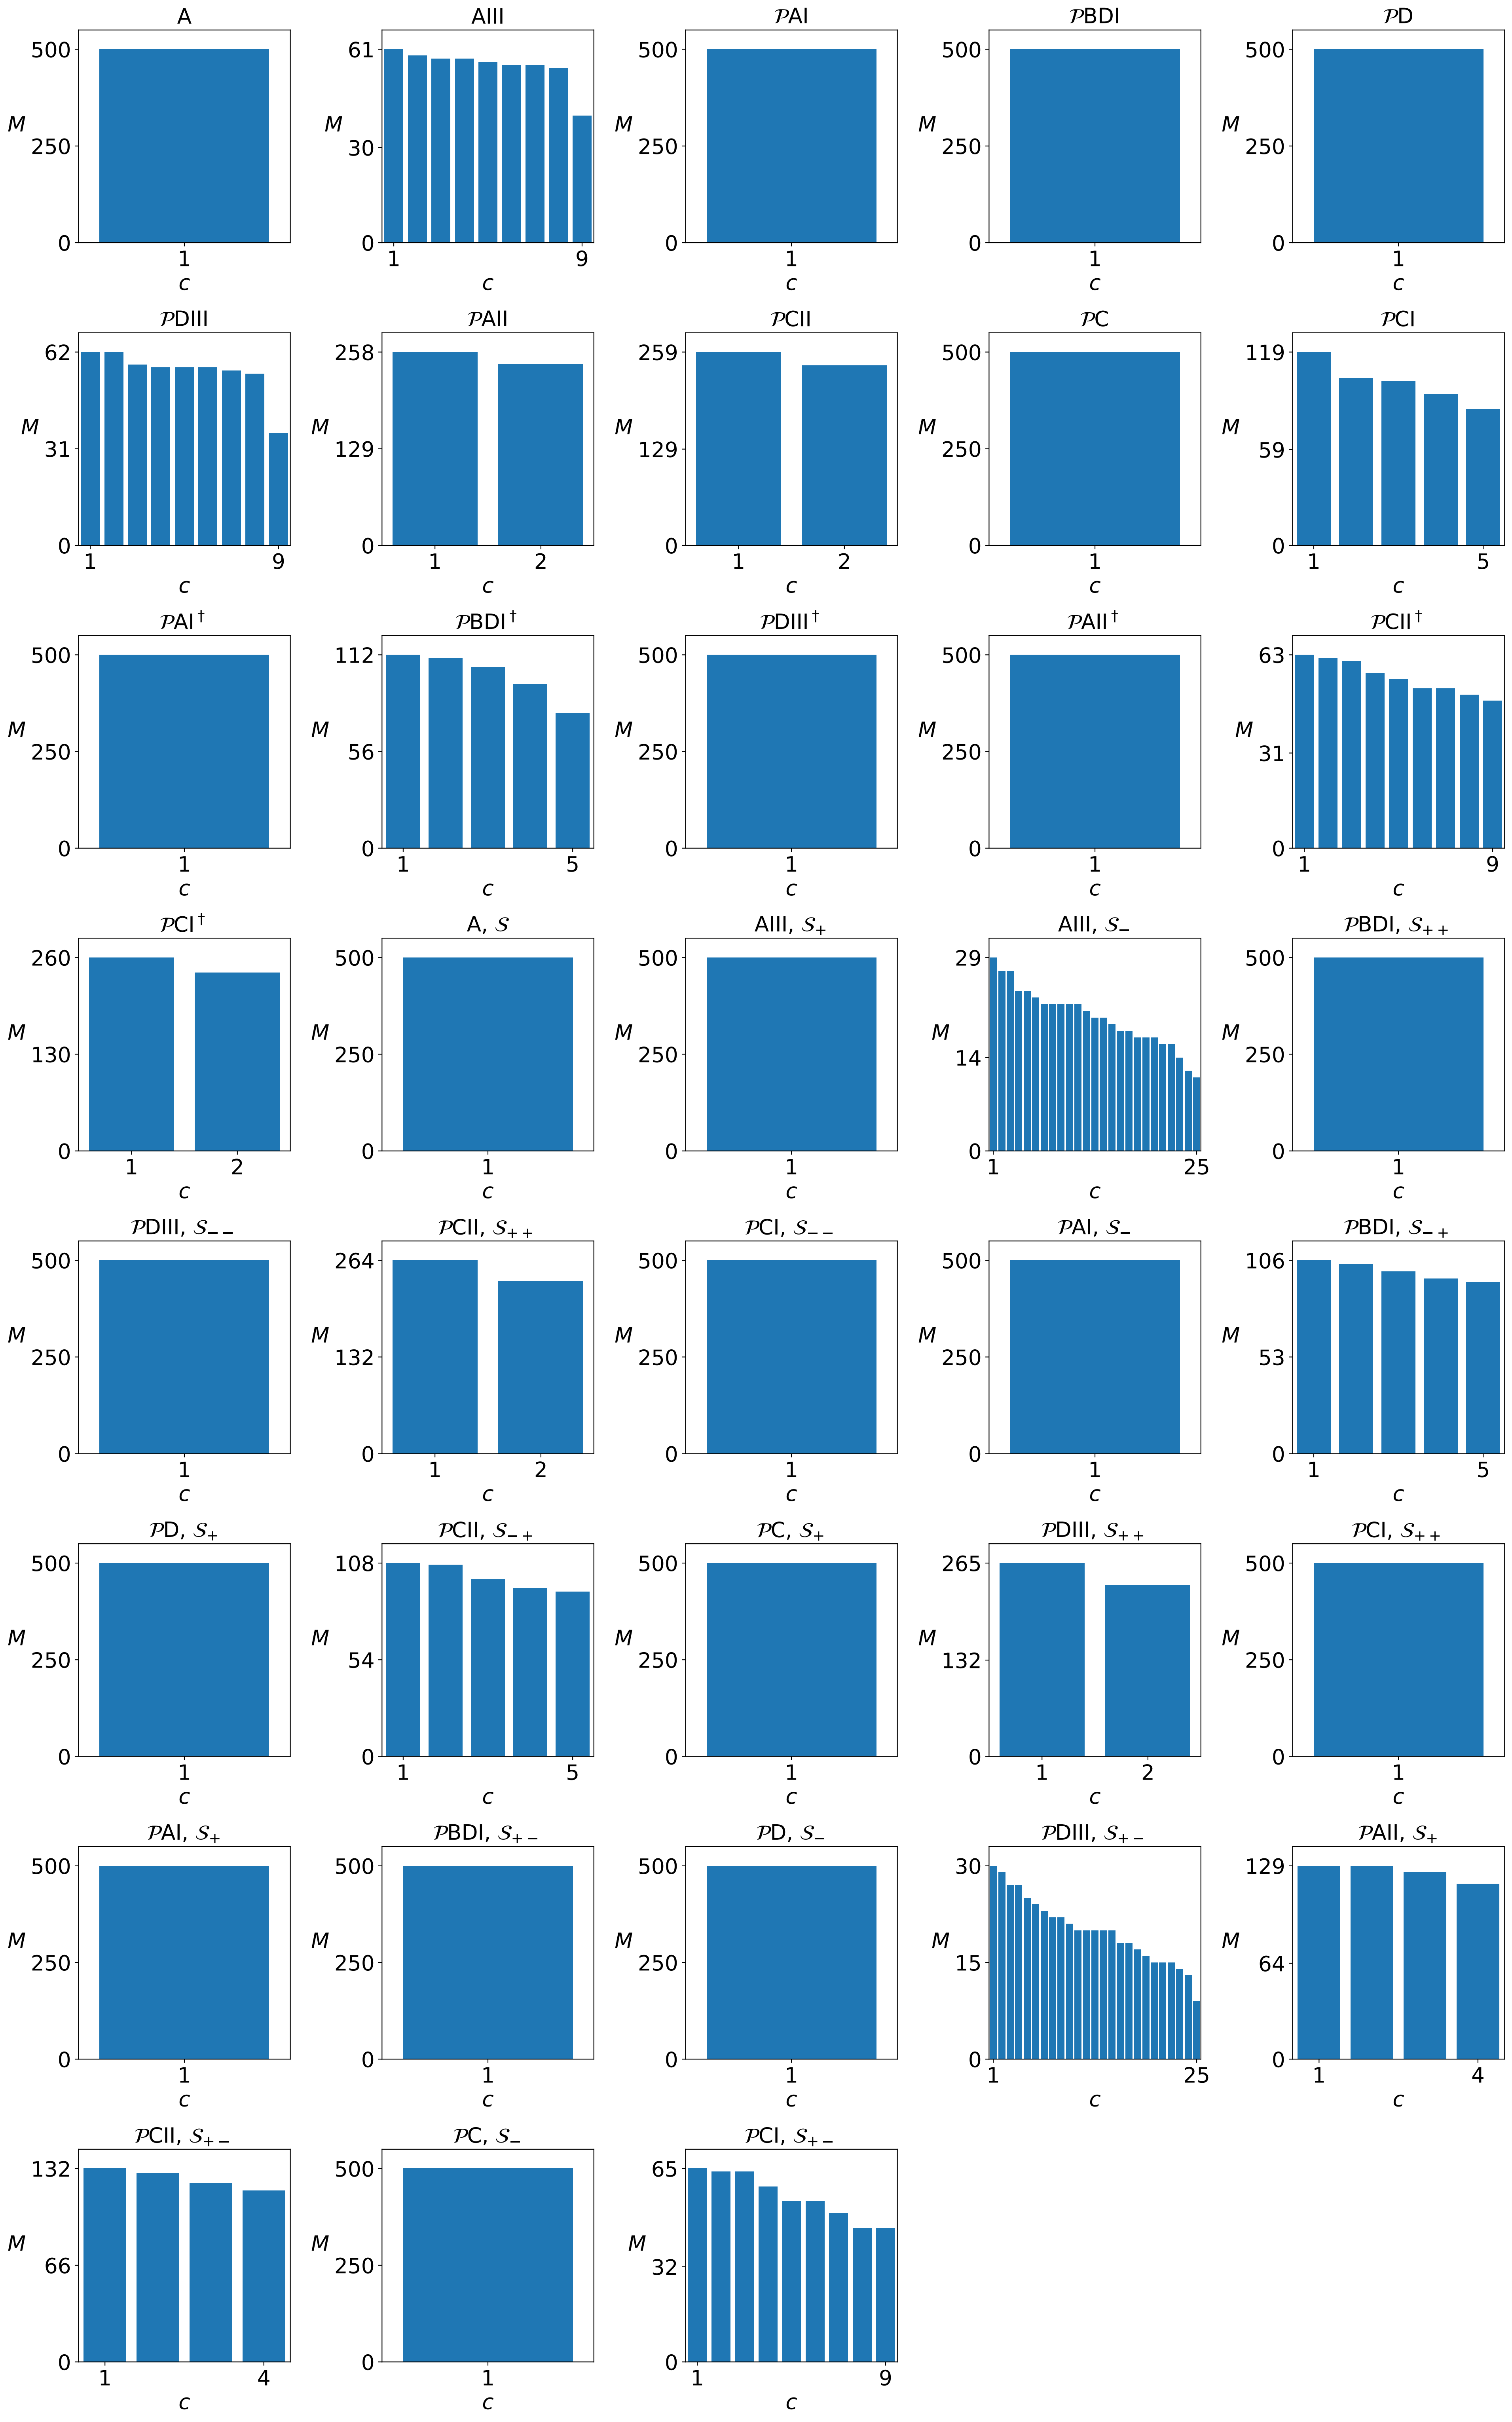 A AIII 𝒫AI 𝒫BDI 𝒫D
M 500 250 0 1 c
M 61 30 0 1 9 c
M 500 250 0 1 c
M 500 250 0 1 c
M 500 250 0 1 c
𝒫DIII 𝒫AII 𝒫CII 𝒫C 𝒫CI
M 62 31 0 1 9 c
M 258 129 0 1 2 c
M 259 129 0 1 2 c
M 500 250 0 1 c
M 119 59 0 1 5 c
𝒫AI† 𝒫BDI† 𝒫DIII† 𝒫AII† 𝒫CII†
M 500 250 0 1 c
M 112 56 0 1 5 c
M 500 250 0 1 c
M 500 250 0 1 c
M 63 31 0 1 9 c
𝒫CI† A, 𝒮 AIII, 𝒮₊ AIII, 𝒮₋ 𝒫BDI, 𝒮₊₊
M 260 130 0 1 2 c
M 500 250 0 1 c
M 500 250 0 1 c
M 29 14 0 1 25 c
M 500 250 0 1 c
𝒫DIII, 𝒮₋₋ 𝒫CII, 𝒮₊₊ 𝒫CI, 𝒮₋₋ 𝒫AI, 𝒮₋ 𝒫BDI, 𝒮₋₊
M 500 250 0 1 c
M 264 132 0 1 2 c
M 500 250 0 1 c
M 500 250 0 1 c
M 106 53 0 1 5 c
𝒫D, 𝒮₊ 𝒫CII, 𝒮₋₊ 𝒫C, 𝒮₊ 𝒫DIII, 𝒮₊₊ 𝒫CI, 𝒮₊₊
M 500 250 0 1 c
M 108 54 0 1 5 c
M 500 250 0 1 c
M 265 132 0 1 2 c
M 500 250 0 1 c
𝒫AI, 𝒮₊ 𝒫BDI, 𝒮₊₋ 𝒫D, 𝒮₋ 𝒫DIII, 𝒮₊₋ 𝒫AII, 𝒮₊
M 500 250 0 1 c
M 500 250 0 1 c
M 500 250 0 1 c
M 30 15 0 1 25 c
M 129 64 0 1 4 c
𝒫CII, 𝒮₊₋ 𝒫C, 𝒮₋ 𝒫CI, 𝒮₊₋
M 132 66 0 1 4 c
M 500 250 0 1 c
M 65 32 0 1 9 c